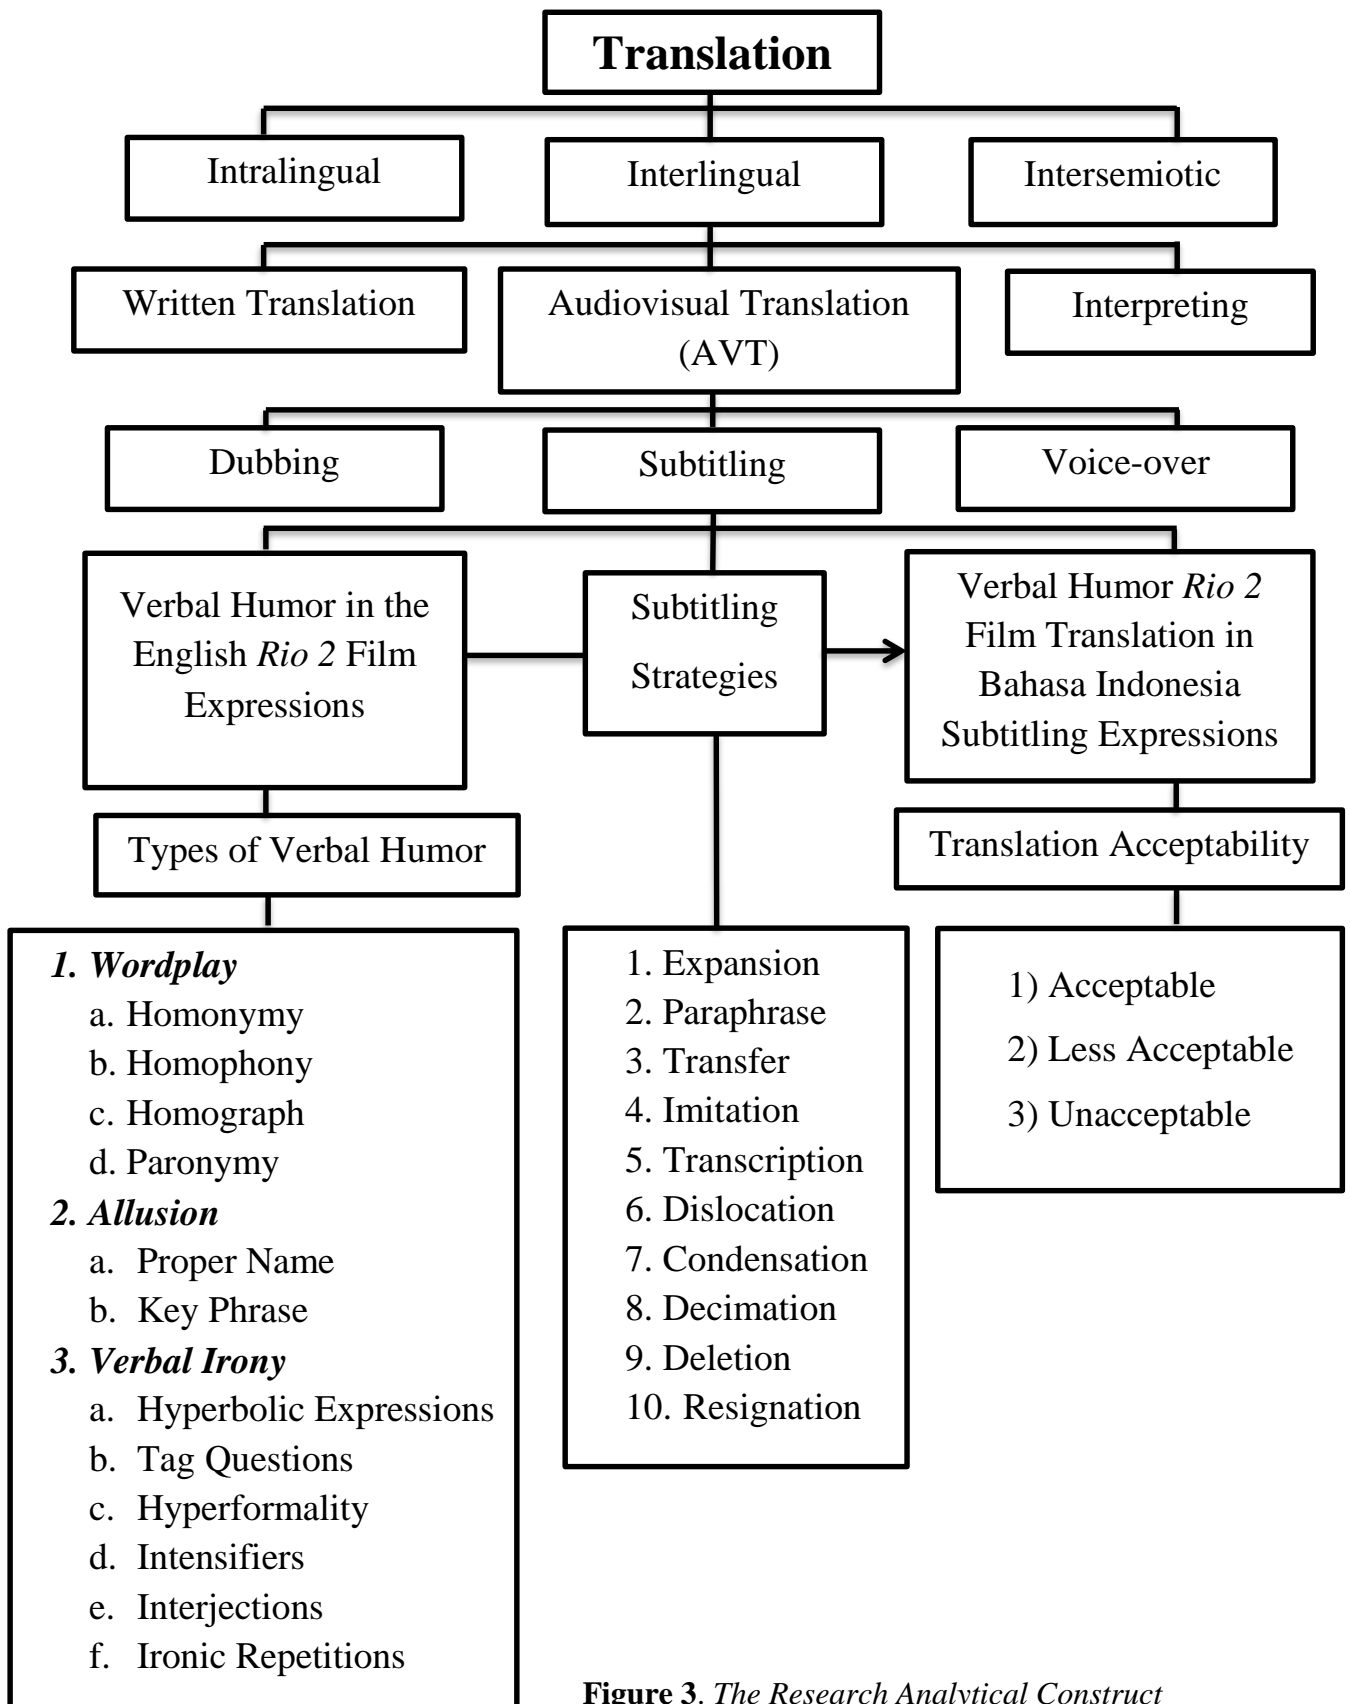 Translation
Intralingual
Interlingual
Intersemiotic
Written Translation
Audiovisual Translation
(AVT)
Interpreting
Dubbing
Subtitling
Voice-over
Verbal Humor in the
English Rio 2 Film
Expressions
Subtitling
Strategies
Verbal Humor Rio 2
Film Translation in
Bahasa Indonesia
Subtitling Expressions
Types of Verbal Humor
Translation Acceptability
1. Wordplay
a. Homonymy
b. Homophony
c. Homograph
d. Paronymy
2. Allusion
a. Proper Name
b. Key Phrase
3. Verbal Irony
a. Hyperbolic Expressions
b. Tag Questions
c. Hyperformality
d. Intensifiers
e. Interjections
f. Ironic Repetitions
1. Expansion
2. Paraphrase
3. Transfer
4. Imitation
5. Transcription
6. Dislocation
7. Condensation
8. Decimation
9. Deletion
10. Resignation
1) Acceptable
2) Less Acceptable
3) Unacceptable
Figure 3. The Research Analytical Construct